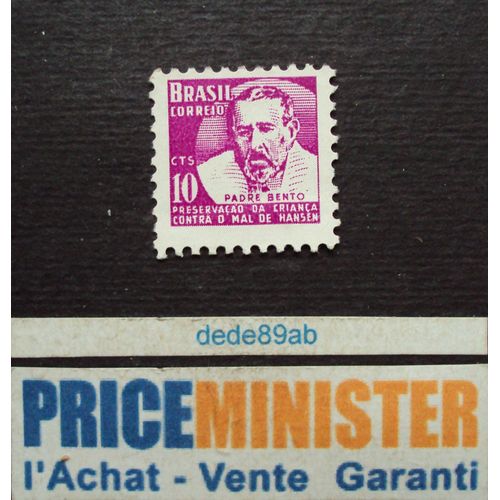 BRASIL
CORREIO
CTS
10
PADRE BENTO
PRESERVAÇÃO DA CRIANÇA
CONTRA O MAL DE HANSEN
dede89ab
PRICEMINISTER
l'Achat - Vente Garanti